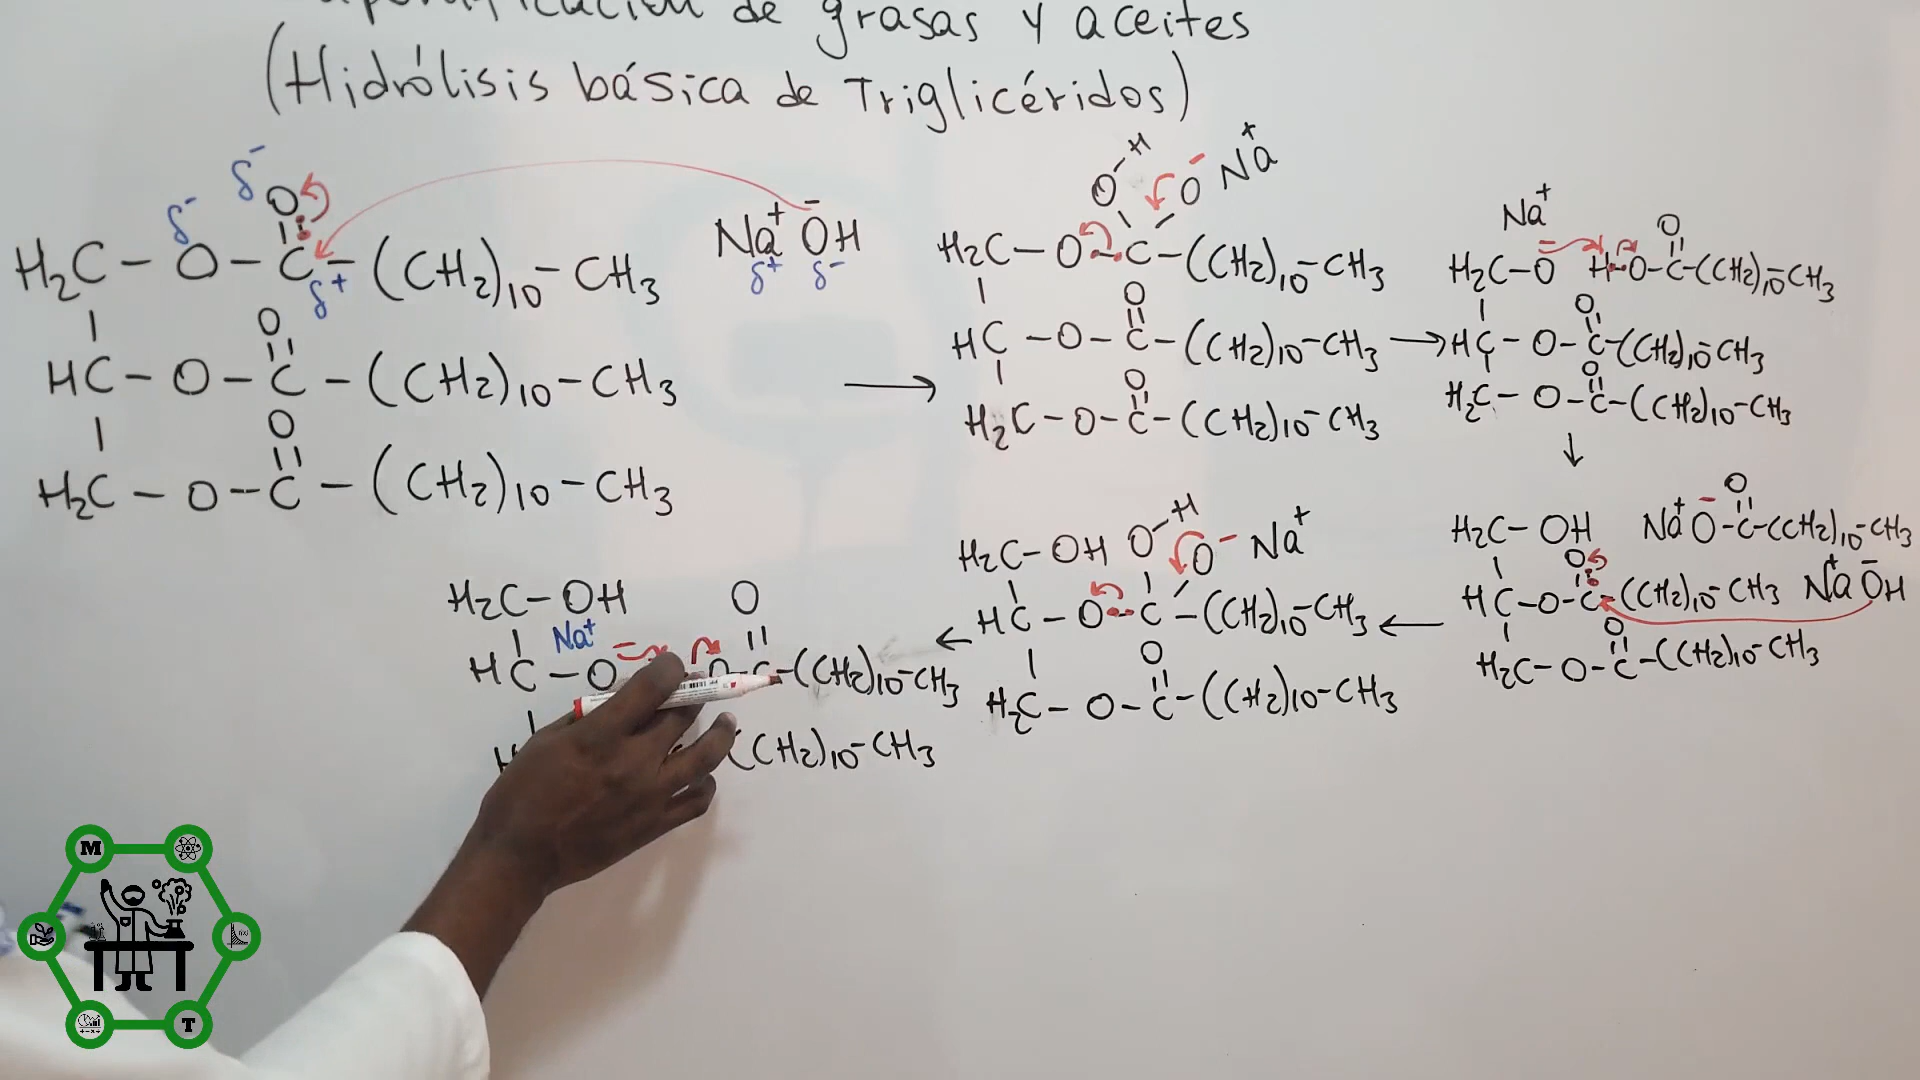 de grasas y aceites
(Hidrólisis básica de Triglicéridos)
δ⁻ δ⁻
O
H₂C – O – C – (CH₂)₁₀ – CH₃
δ⁺
Na⁺ ⁻OH
δ⁺ δ⁻
O
HC – O – C – (CH₂)₁₀ – CH₃
O
H₂C – O – C – (CH₂)₁₀ – CH₃
→
O–H O⁻ Na⁺
H₂C – O – C – (CH₂)₁₀ – CH₃
O
HC – O – C – (CH₂)₁₀ – CH₃
O
H₂C – O – C – (CH₂)₁₀ – CH₃
→
Na⁺ O
H₂C – O⁻ H–O–C–(CH₂)₁₀–CH₃
O
HC – O – C–(CH₂)₁₀–CH₃
O
H₂C – O – C–(CH₂)₁₀–CH₃
↓
O
H₂C – OH Na⁺ ⁻O–C–(CH₂)₁₀–CH₃
O
HC–O–C–(CH₂)₁₀–CH₃ Na⁺ ⁻OH
O
H₂C–O–C–(CH₂)₁₀–CH₃
←
H₂C – OH O–H O⁻ Na⁺
HC – O – C – (CH₂)₁₀–CH₃
O
H₂C – O – C – (CH₂)₁₀–CH₃
←
H₂C – OH O
Na⁺
HC – O⁻ O–C–(CH₂)₁₀–CH₃
(CH₂)₁₀–CH₃
M
T